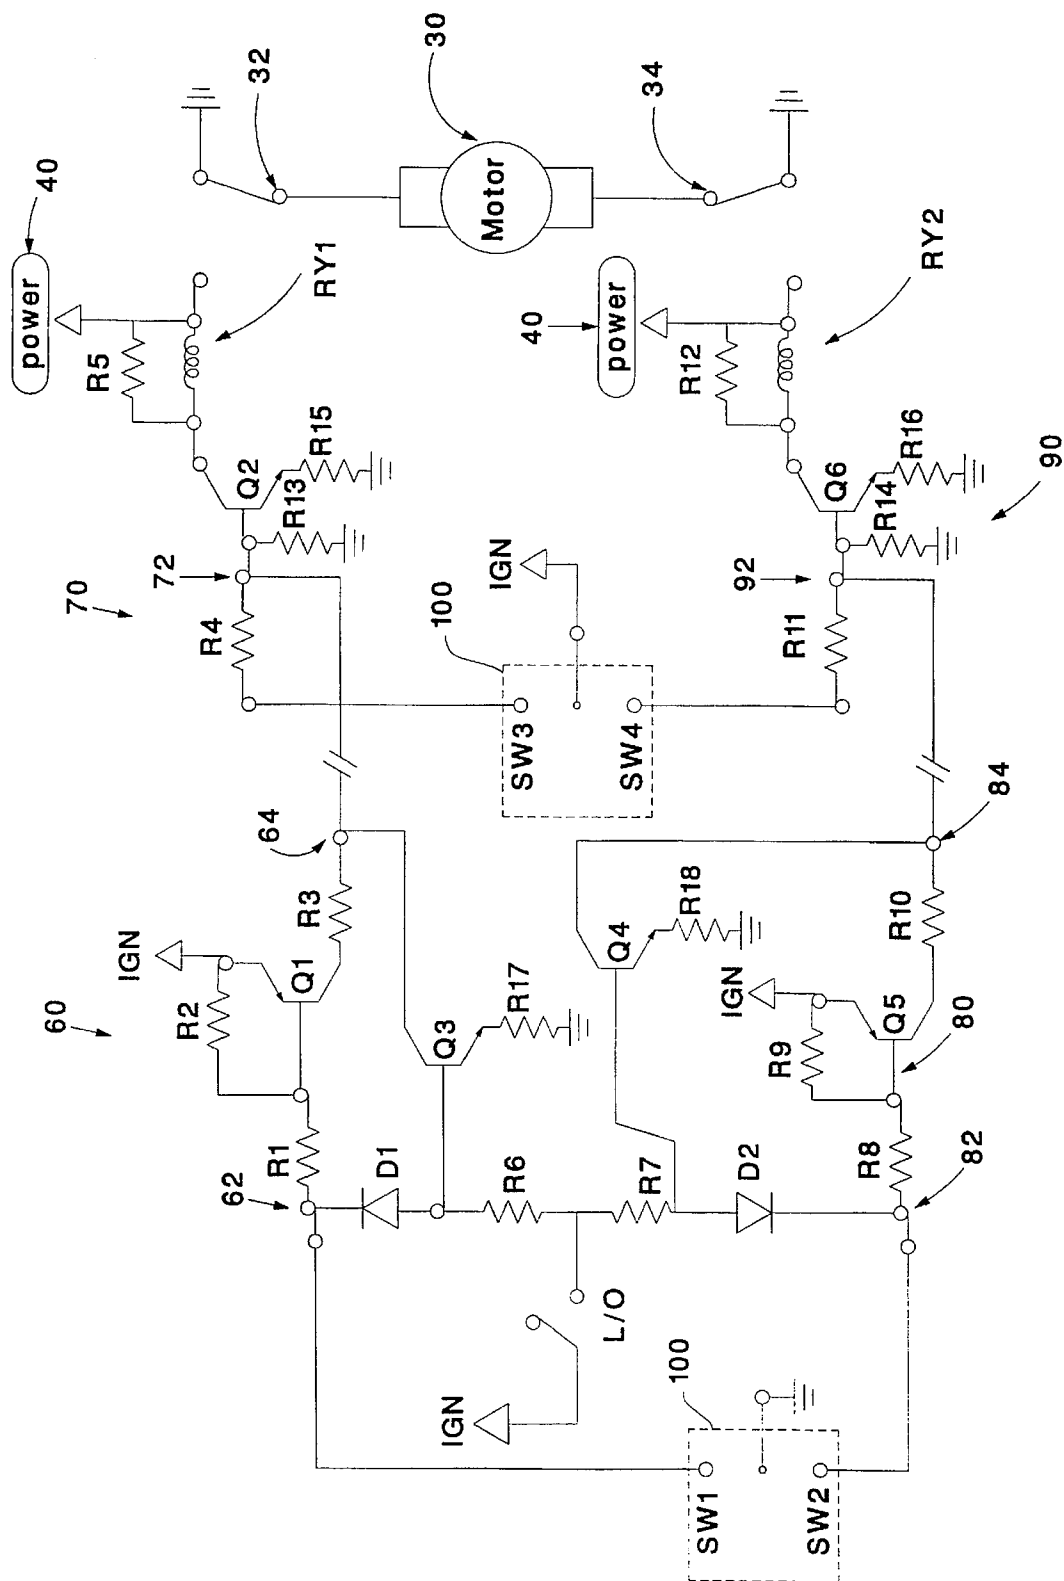 40
power
R5
RY1
32
30
Motor
34
40
power
R12
RY2
R15
Q2
R13
72
70
R4
100
IGN
SW3
SW4
R16
Q6
R14
90
92
R11
64
R3
IGN
Q1
R2
60
Q3
R17
Q4
R18
84
R10
IGN
Q5
R9
80
62
R1
D1
R6
R7
D2
R8
82
IGN
L/O
100
SW1
SW2